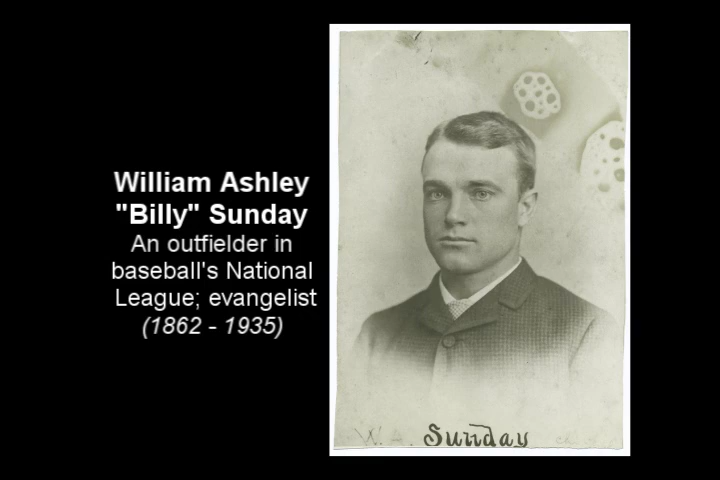 William Ashley
"Billy" Sunday
An outfielder in
baseball's National
League; evangelist
(1862 - 1935)
W. A. Sunday